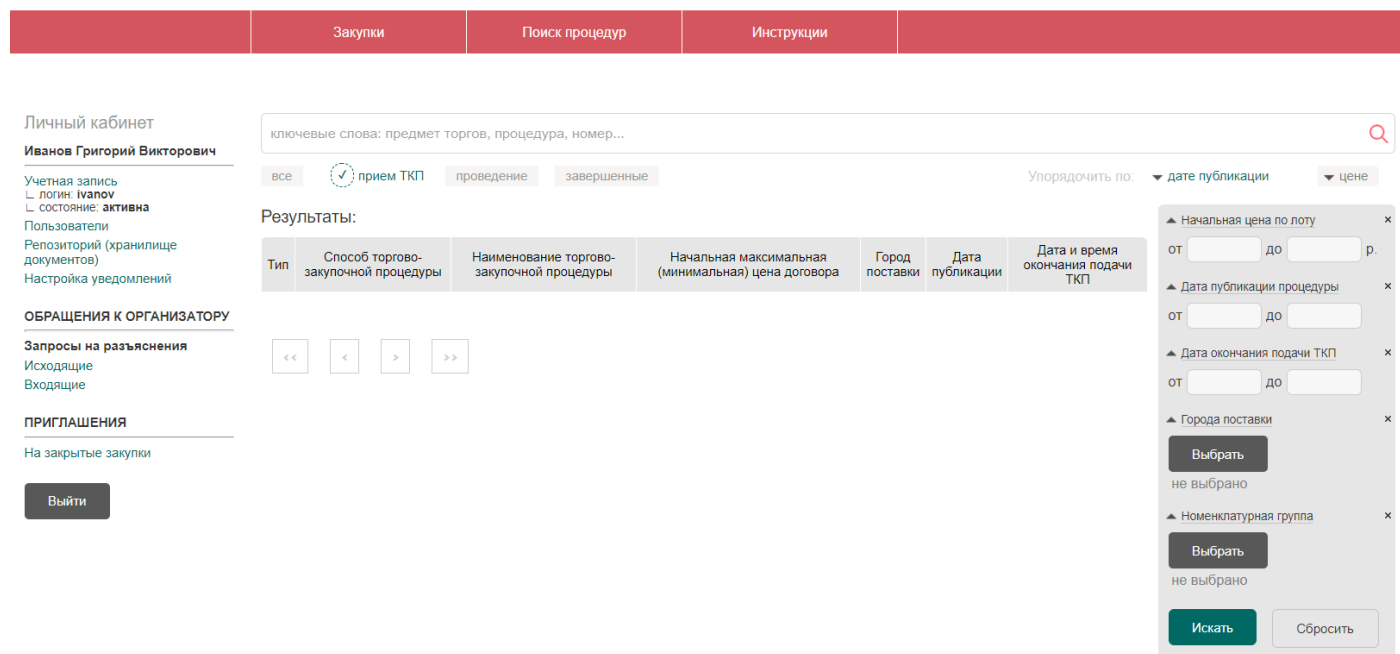 Закупки
Поиск процедур
Инструкции
Личный кабинет
Иванов Григорий Викторович
Учетная запись
∟ логин: ivanov
∟ состояние: активна
Пользователи
Репозиторий (хранилище
документов)
Настройка уведомлений
ОБРАЩЕНИЯ К ОРГАНИЗАТОРУ
Запросы на разъяснения
Исходящие
Входящие
ПРИГЛАШЕНИЯ
На закрытые закупки
Выйти
ключевые слова: предмет торгов, процедура, номер...
все
прием ТКП
проведение
завершенные
Упорядочить по:
дате публикации
цене
Результаты:
Тип
Способ торгово-
закупочной процедуры
Наименование торгово-
закупочной процедуры
Начальная максимальная
(минимальная) цена договора
Город
поставки
Дата
публикации
Дата и время
окончания подачи
ТКП
<<
<
>
>>
Начальная цена по лоту ×
от до р.
Дата публикации процедуры ×
от до
Дата окончания подачи ТКП ×
от до
Города поставки ×
Выбрать
не выбрано
Номенклатурная группа ×
Выбрать
не выбрано
Искать
Сбросить